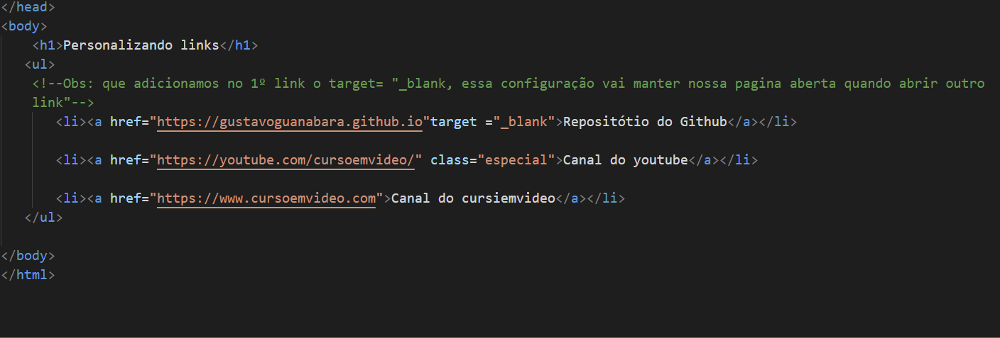 </head>
<body>
    <h1>Personalizando links</h1>
   <ul>
    <!--Obs: que adicionamos no 1º link o target= "_blank, essa configuração vai manter nossa pagina aberta quando abrir outro
    link"-->
       <li><a href="https://gustavoguanabara.github.io"target ="_blank">Repositótio do Github</a></li>
       <li><a href="https://youtube.com/cursoemvideo/" class="especial">Canal do youtube</a></li>
       <li><a href="https://www.cursoemvideo.com">Canal do cursiemvideo</a></li>
   </ul>
</body>
</html>